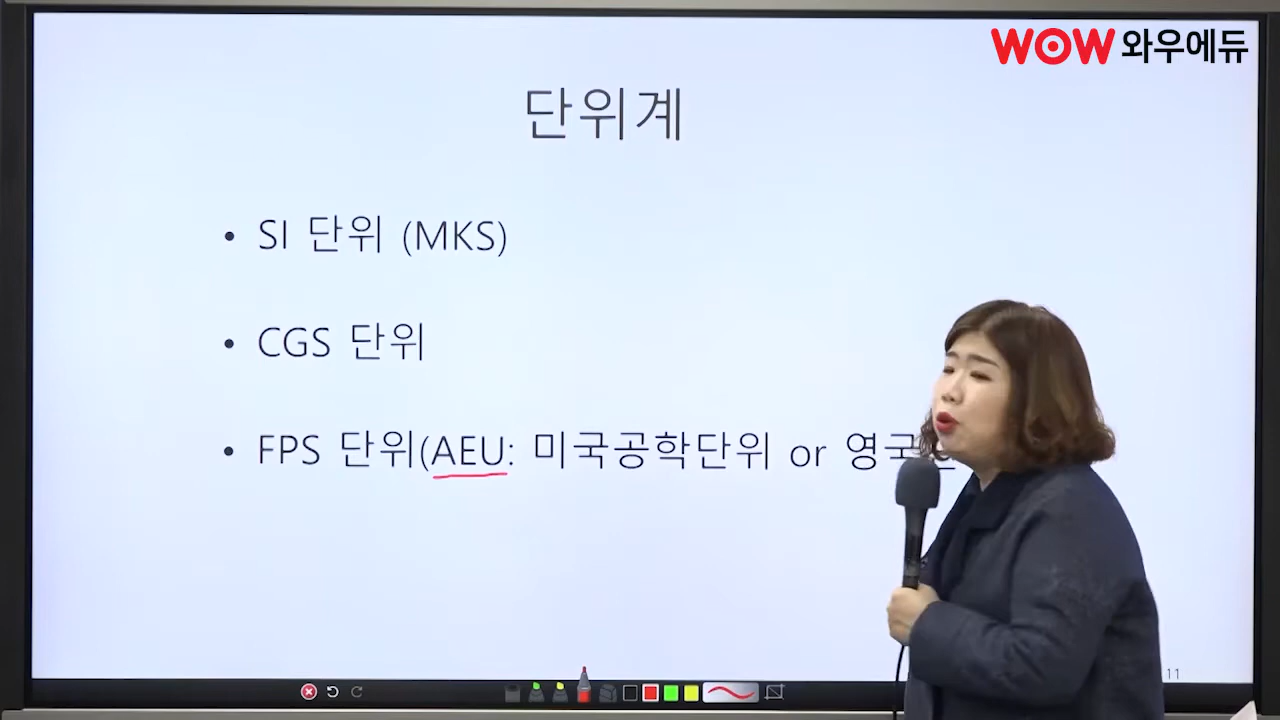 WOW 와우에듀
단위계
• SI 단위 (MKS)
• CGS 단위
• FPS 단위(AEU: 미국공학단위 or 영국
11